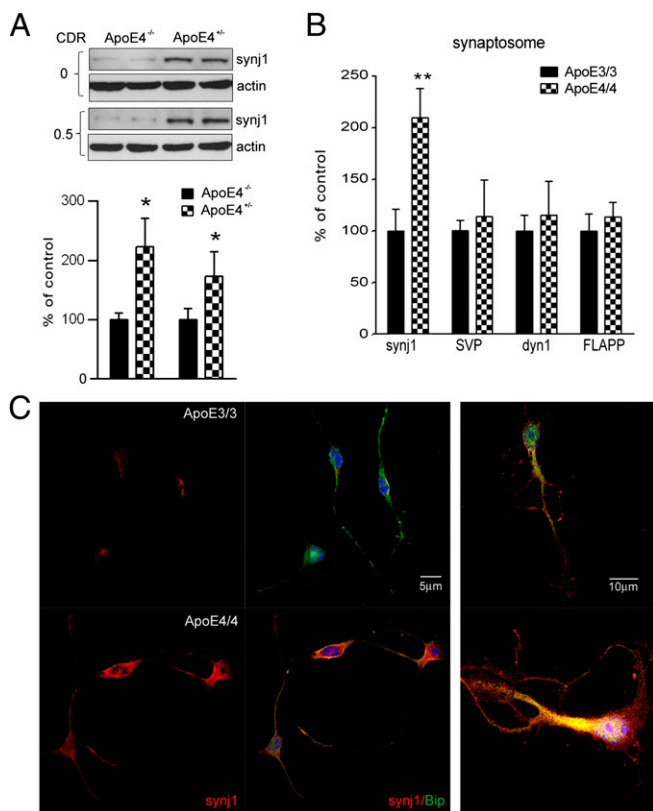 A
CDR ApoE4-/- ApoE4+/-
0
synj1
actin
0.5
synj1
actin
ApoE4-/-
ApoE4+/-
% of control
300
200
100
0
*
*
B
synaptosome
ApoE3/3
ApoE4/4
% of control
250
200
150
100
50
0
**
synj1 SVP dyn1 FLAPP
C
ApoE3/3
5μm
10μm
ApoE4/4
synj1
synj1/Bip